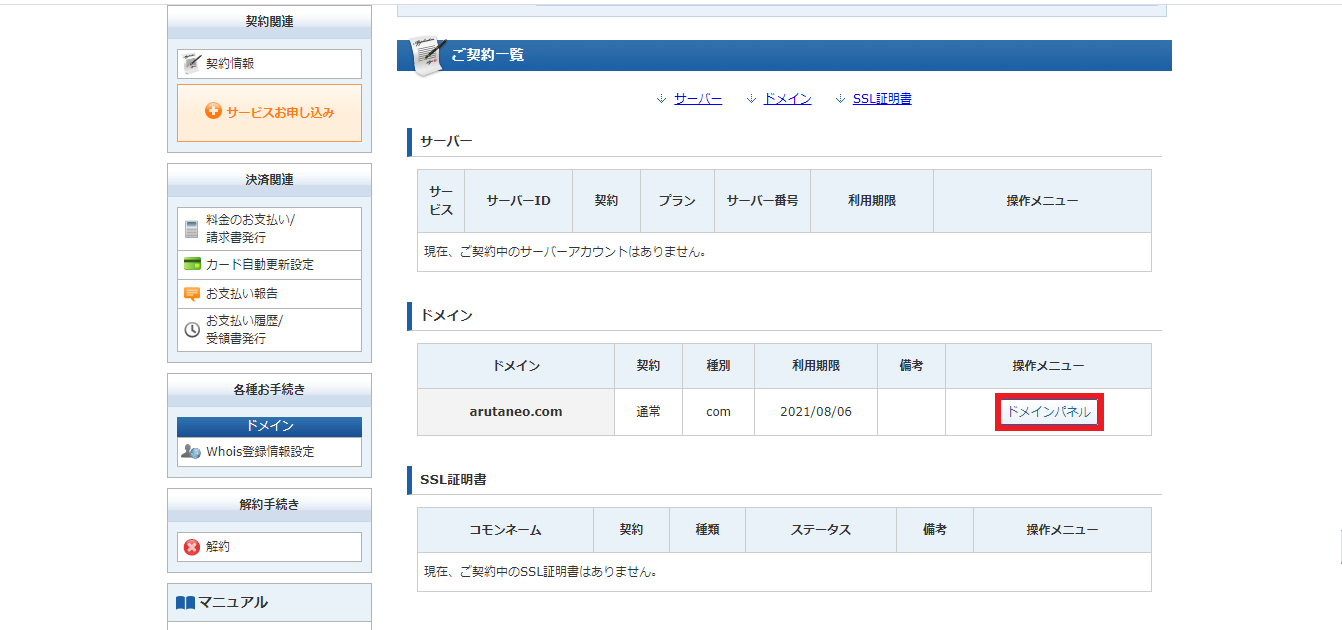 契約関連
契約情報
サービスお申し込み
決済関連
料金のお支払い/
請求書発行
カード自動更新設定
お支払い報告
お支払い履歴/
受領書発行
各種お手続き
ドメイン
Whois登録情報設定
解約手続き
解約
マニュアル
ご契約一覧
サーバー ドメイン SSL証明書
サーバー
サー
ビス サーバーID 契約 プラン サーバー番号 利用期限 操作メニュー
現在、ご契約中のサーバーアカウントはありません。
ドメイン
ドメイン 契約 種別 利用期限 備考 操作メニュー
arutaneo.com 通常 com 2021/08/06 ドメインパネル
SSL証明書
コモンネーム 契約 種類 ステータス 備考 操作メニュー
現在、ご契約中のSSL証明書はありません。